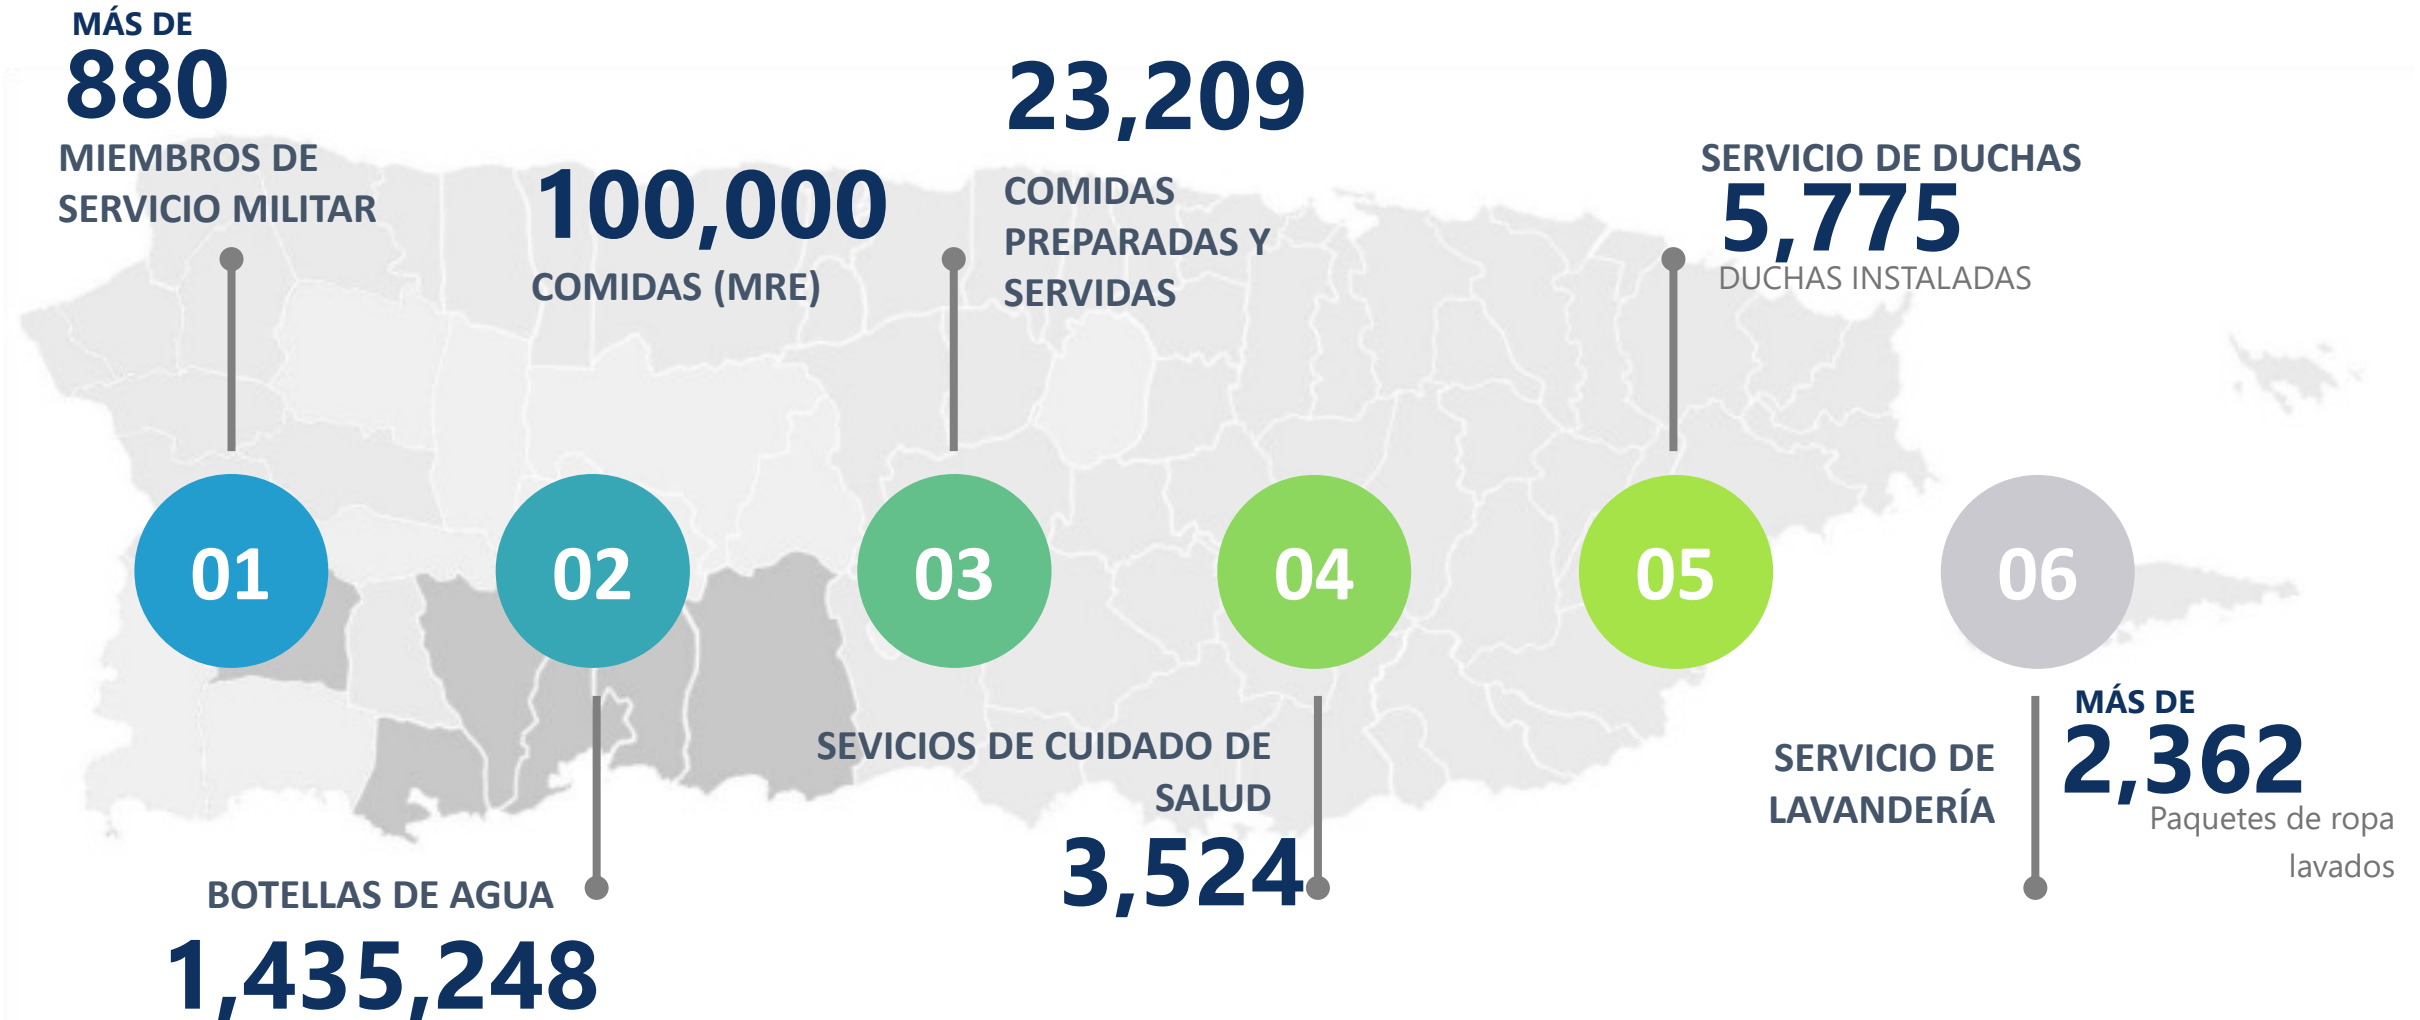 MÁS DE
880
MIEMBROS DE
SERVICIO MILITAR
100,000
COMIDAS (MRE)
23,209
COMIDAS
PREPARADAS Y
SERVIDAS
SERVICIO DE DUCHAS
5,775
DUCHAS INSTALADAS
01
02
03
04
05
06
BOTELLAS DE AGUA
1,435,248
SEVICIOS DE CUIDADO DE
SALUD
3,524
SERVICIO DE
LAVANDERÍA
MÁS DE
2,362
Paquetes de ropa
lavados